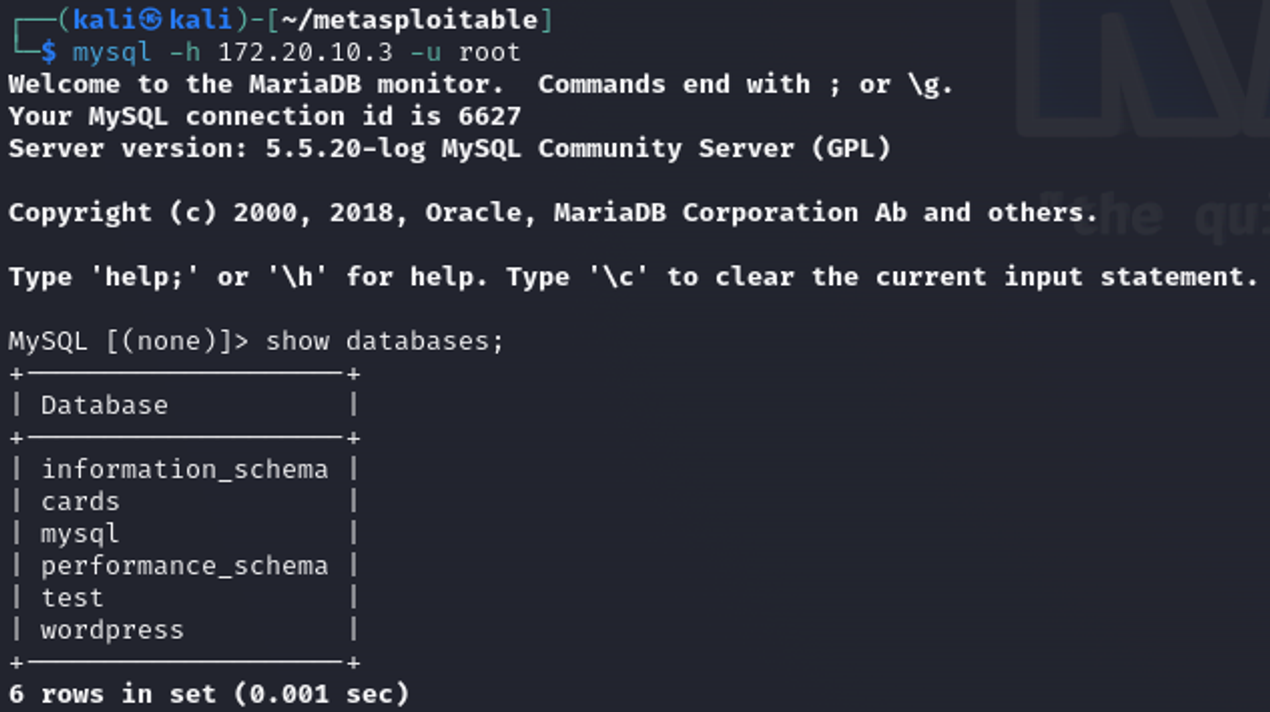 ┌──(kali㉿kali)-[~/metasploitable]
└─$ mysql -h 172.20.10.3 -u root
Welcome to the MariaDB monitor.  Commands end with ; or \g.
Your MySQL connection id is 6627
Server version: 5.5.20-log MySQL Community Server (GPL)
Copyright (c) 2000, 2018, Oracle, MariaDB Corporation Ab and others.
"the qu
Type 'help;' or '\h' for help. Type '\c' to clear the current input statement.
MySQL [(none)]> show databases;
+--------------------+
| Database           |
+--------------------+
| information_schema |
| cards              |
| mysql              |
| performance_schema |
| test               |
| wordpress          |
+--------------------+
6 rows in set (0.001 sec)